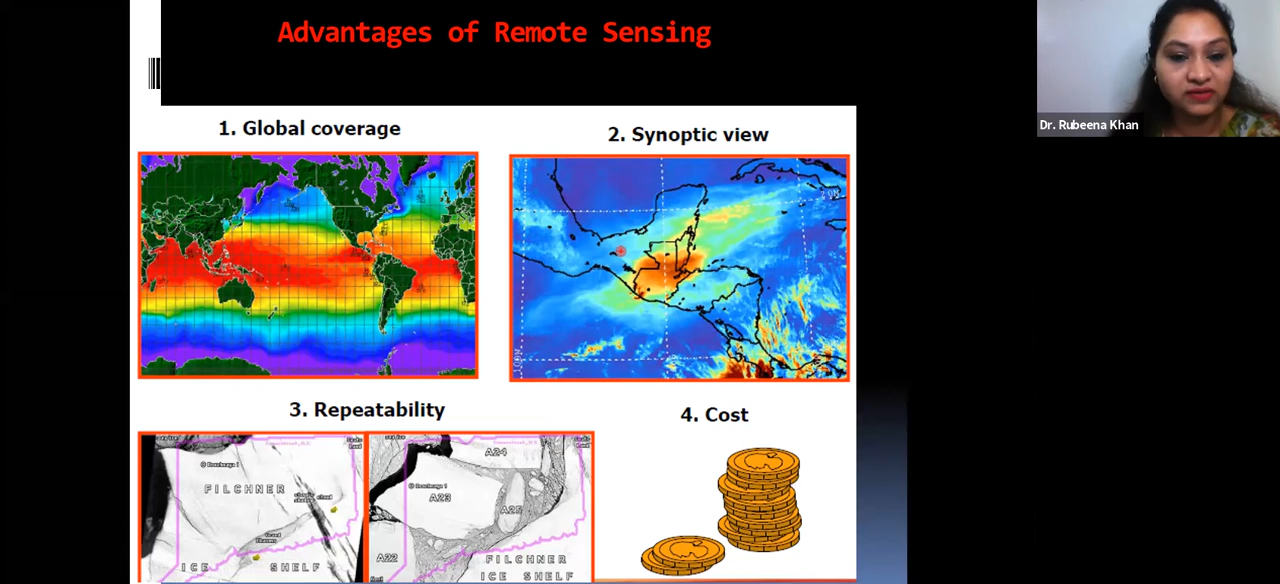 Advantages of Remote Sensing
Dr. Rubeena Khan
1. Global coverage
2. Synoptic view
3. Repeatability
4. Cost
FILCHNER
ICE SHELF
A24
A23
A25
A22
FILCHNER
ICE SHELF